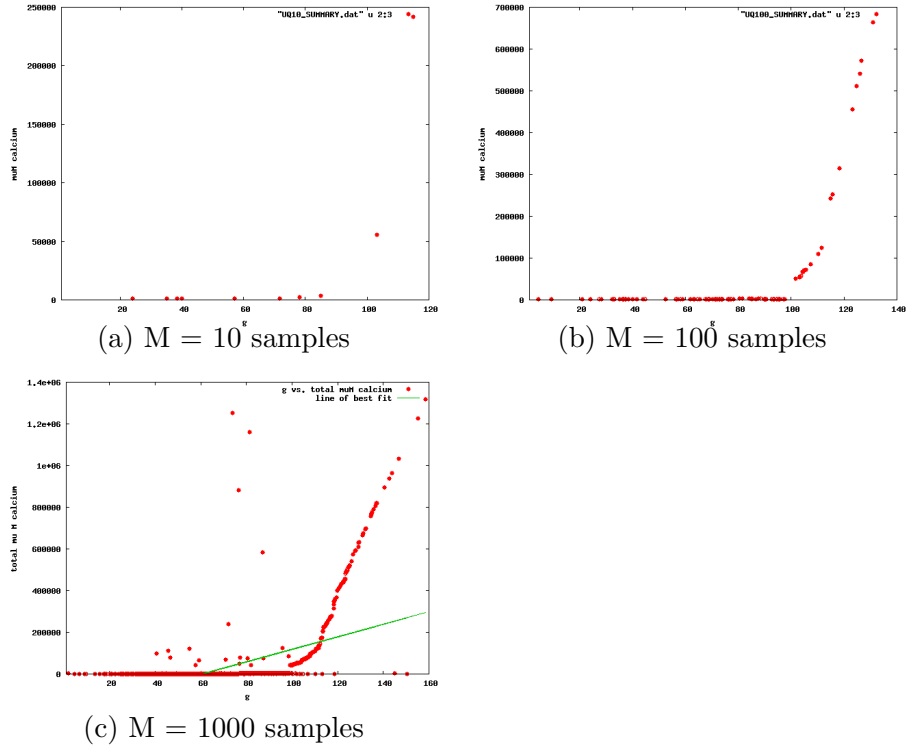 "UQ10_SUMMARY.dat" u 2:3
250000
200000
150000
100000
50000
0
muM calcium
20 40 60 80 100 120
g
(a) M = 10 samples
"UQ100_SUMMARY.dat" u 2:3
700000
600000
500000
400000
300000
200000
100000
0
muM calcium
20 40 60 80 100 120 140
g
(b) M = 100 samples
g vs. total muM calcium
line of best fit
1.4e+06
1.2e+06
1e+06
800000
600000
400000
200000
0
total mu M calcium
20 40 60 80 100 120 140 160
g
(c) M = 1000 samples